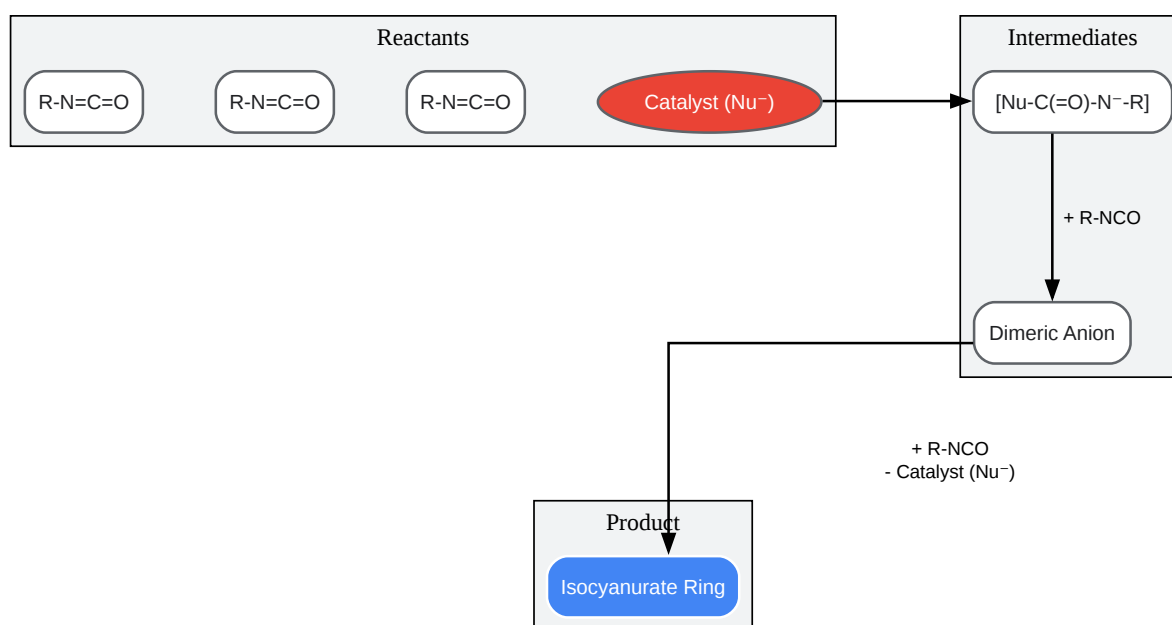 Reactants
R-N=C=O
R-N=C=O
R-N=C=O
Catalyst (Nu⁻)
Intermediates
[Nu-C(=O)-N⁻-R]
+ R-NCO
Dimeric Anion
+ R-NCO
- Catalyst (Nu⁻)
Product
Isocyanurate Ring